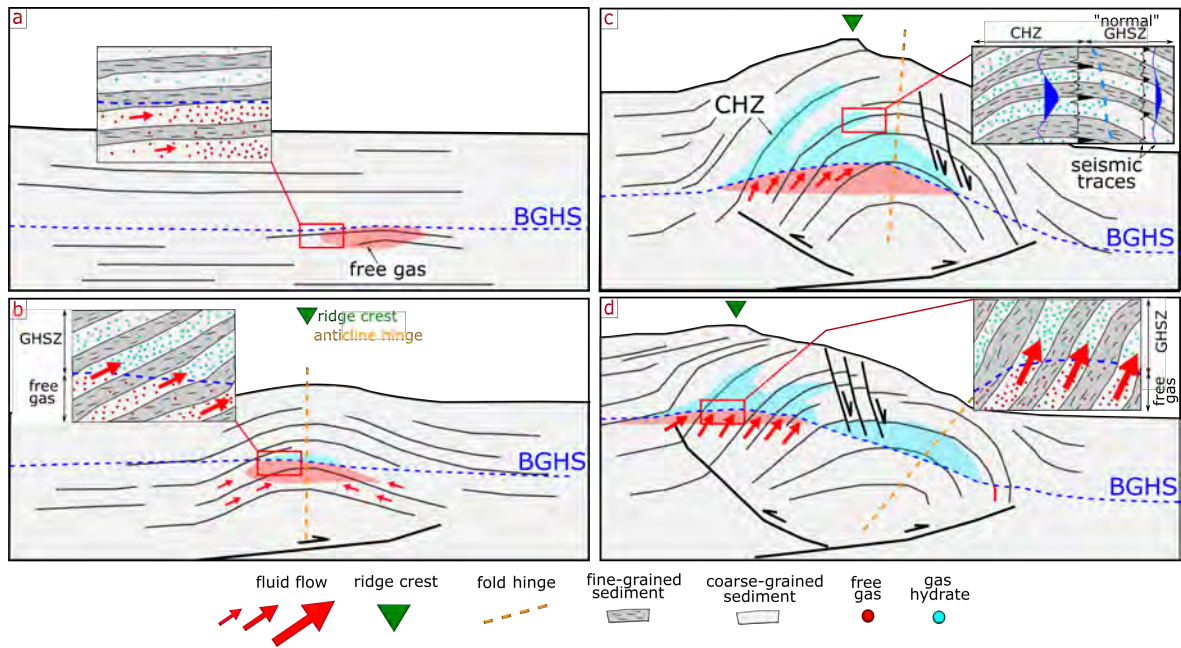 a
BGHS
free gas
b
GHSZ
free
gas
ridge crest
anticline hinge
BGHS
c
"normal"
CHZ
GHSZ
CHZ
seismic
traces
BGHS
d
GHSZ
free
gas
BGHS
fluid flow
ridge crest
fold hinge
fine-grained
sediment
coarse-grained
sediment
free
gas
gas
hydrate